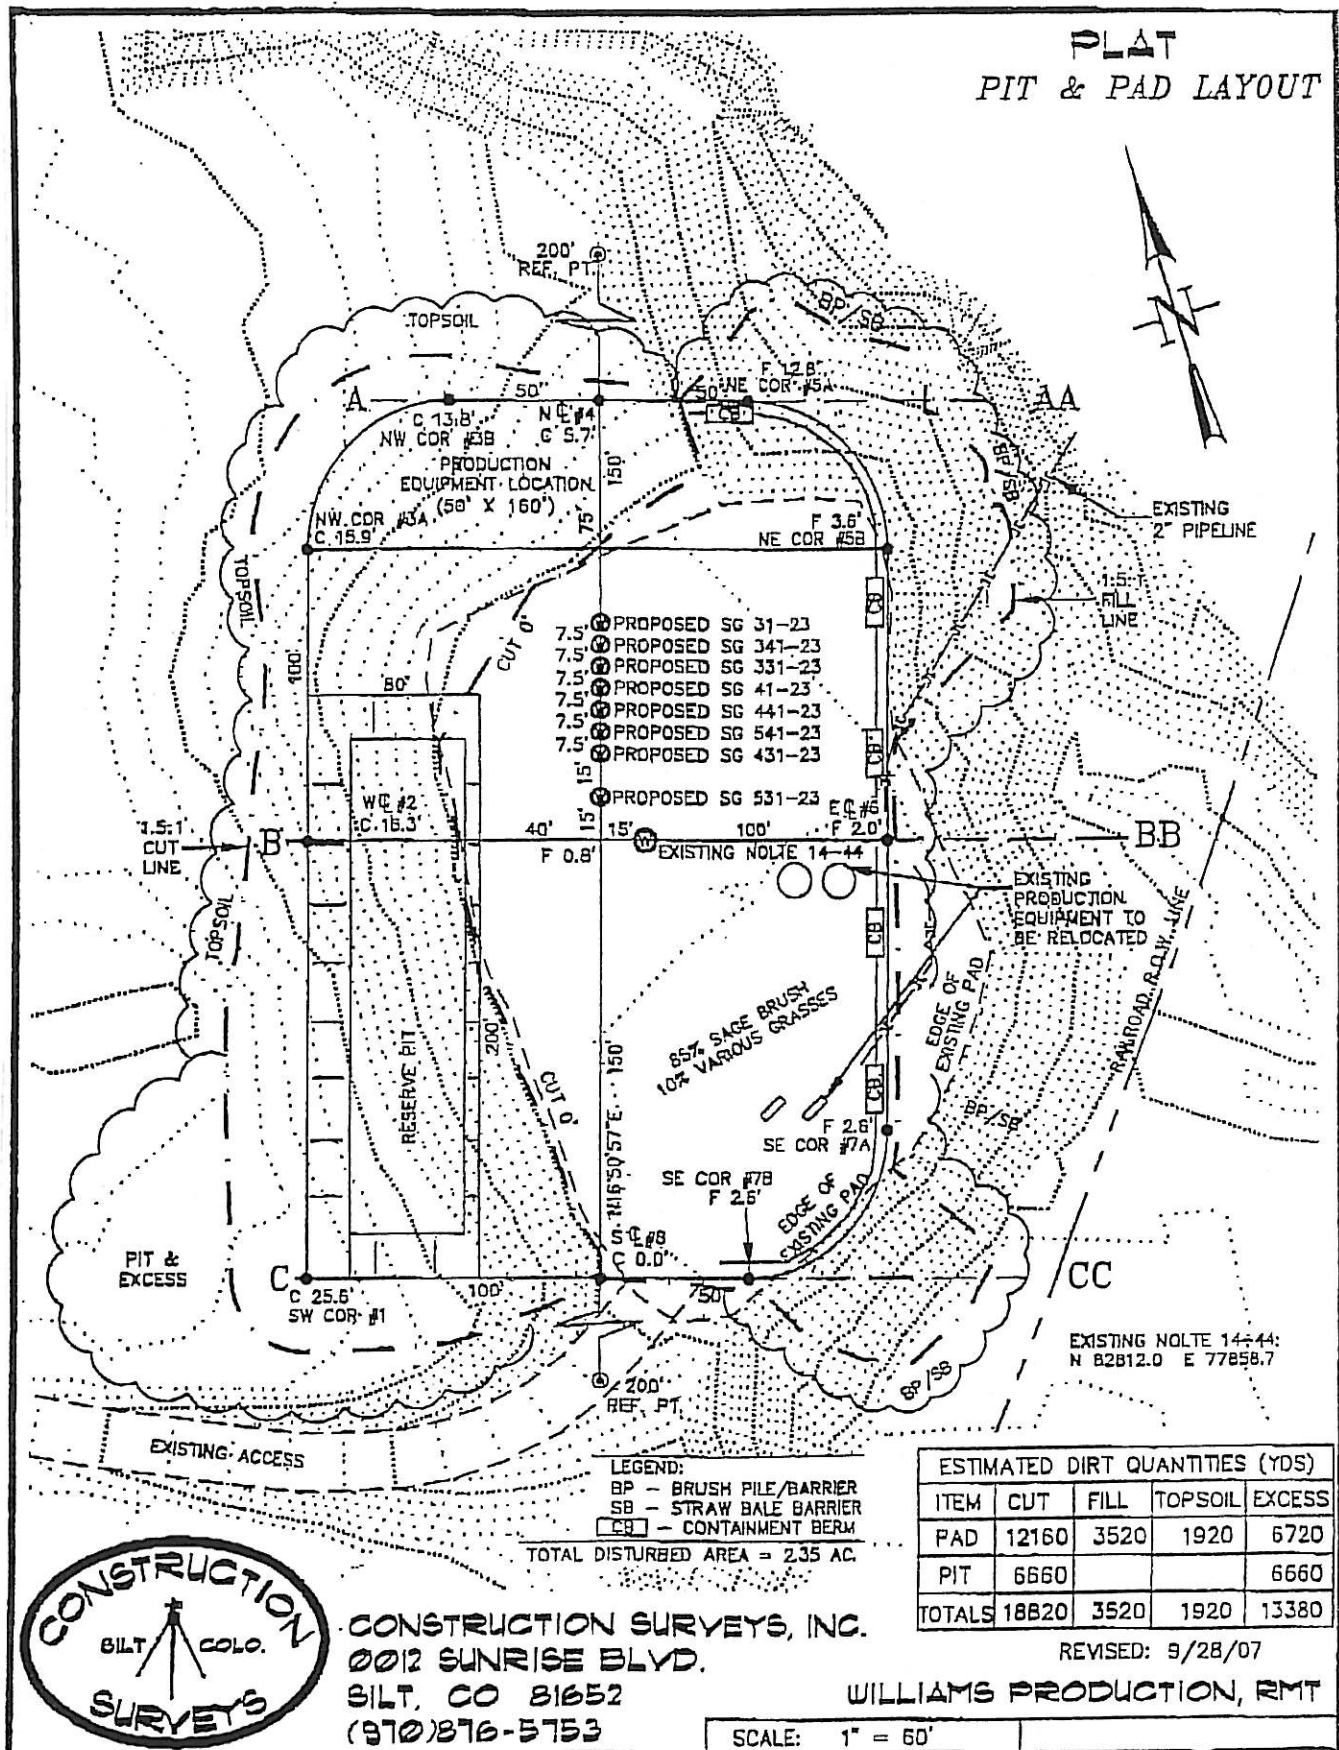 PLAT
PIT & PAD LAYOUT
200'
REF. PT.
TOPSOIL
BP/SB
A
50'
F 12.8'
NE COR #5A
50'
CB
AA
C 13.8'
NW COR #3B
N C̲L #4
C 5.7'
PRODUCTION
EQUIPMENT LOCATION
(50' X 160')
150'
75'
BP/SB
EXISTING
2" PIPELINE
NW COR #3A
C 15.9'
F 3.6'
NE COR #5B
TOPSOIL
1.5:1
FILL
LINE
CB
CUT 0'
100'
80'
PROPOSED SG 31-23
7.5'
PROPOSED SG 341-23
7.5'
PROPOSED SG 331-23
7.5'
PROPOSED SG 41-23
7.5'
PROPOSED SG 441-23
7.5'
PROPOSED SG 541-23
7.5'
PROPOSED SG 431-23
CB
15'
PROPOSED SG 531-23
W C̲L #2
C 16.3'
E C̲L #6
F 2.0'
1.5:1
CUT
LINE
B
40'
15'
15'
100'
BB
F 0.8'
W
EXISTING NOLTE 14-44
EXISTING
PRODUCTION
EQUIPMENT TO
BE RELOCATED
TOPSOIL
CB
RAILROAD R.O.W. LINE
EDGE OF
EXISTING PAD
85% SAGE BRUSH
10% VARIOUS GRASSES
RESERVE PIT
200'
CUT 0'
150'
N16°50'57"E
CB
BP/SB
F 2.6'
SE COR #7A
SE COR #7B
F 2.6'
EDGE OF
EXISTING PAD
S C̲L #8
C 0.0'
PIT &
EXCESS
C
C 25.6'
SW COR #1
100'
CC
EXISTING NOLTE 14-44:
N 82812.0 E 77858.7
BP/SB
200'
REF. PT.
EXISTING ACCESS
LEGEND:
BP - BRUSH PILE/BARRIER
SB - STRAW BALE BARRIER
CB - CONTAINMENT BERM
TOTAL DISTURBED AREA = 2.35 AC.
ESTIMATED DIRT QUANTITIES (YDS)
ITEM CUT FILL TOPSOIL EXCESS
PAD 12160 3520 1920 6720
PIT 6660 6660
TOTALS 18820 3520 1920 13380
REVISED: 9/28/07
CONSTRUCTION
SILT COLO.
SURVEYS
CONSTRUCTION SURVEYS, INC.
0012 SUNRISE BLVD.
SILT, CO 81652
(970)876-5753
WILLIAMS PRODUCTION, RMT
SCALE: 1" = 60'